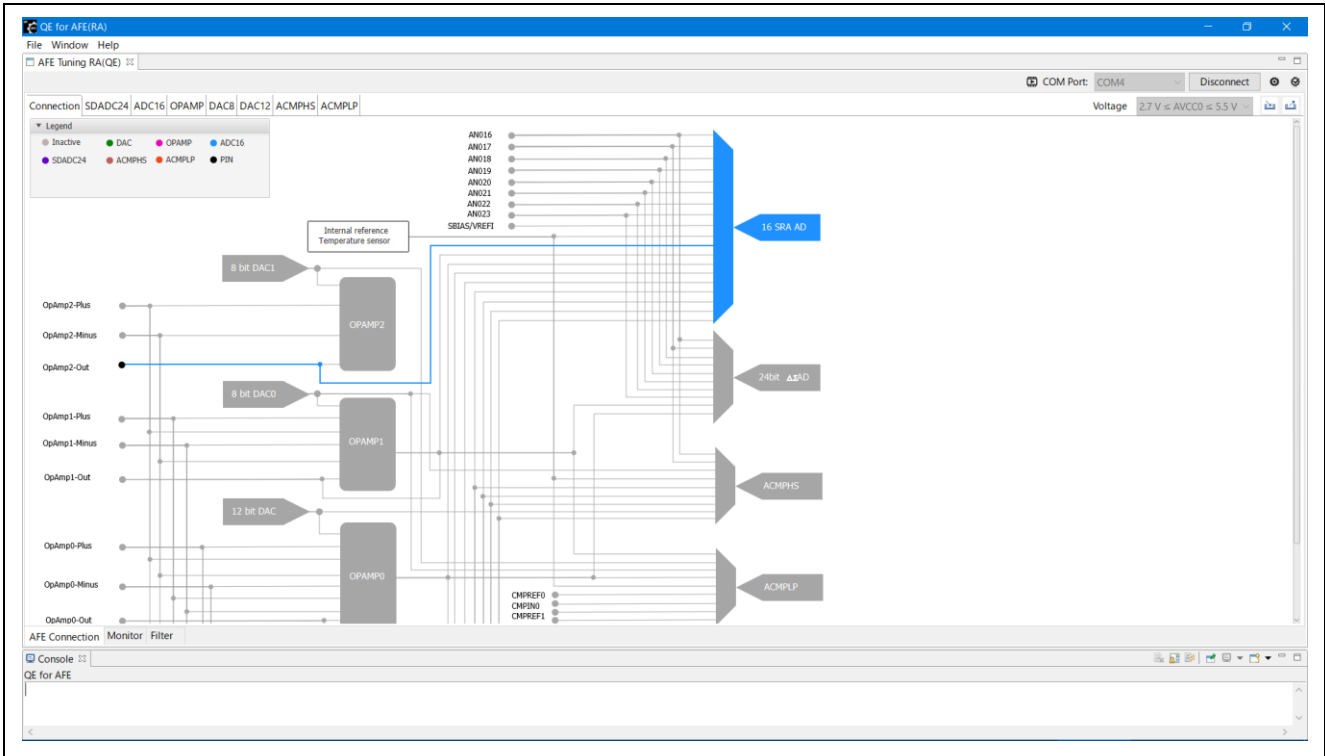 QE for AFE(RA)
File Window Help
AFE Tuning RA(QE)
COM Port: COM4 Disconnect
Connection SDADC24 ADC16 OPAMP DAC8 DAC12 ACMPHS ACMPLP
Voltage 2.7 V ≤ AVCC0 ≤ 5.5 V
Legend
Inactive DAC OPAMP ADC16
SDADC24 ACMPHS ACMPLP PIN
AN016
AN017
AN018
AN019
AN020
AN021
AN022
AN023
SBIAS/VREFI
16 SRA AD
Internal reference
Temperature sensor
8 bit DAC1
OpAmp2-Plus
OPAMP2
OpAmp2-Minus
OpAmp2-Out
24bit ΔΣAD
8 bit DAC0
OpAmp1-Plus
OpAmp1-Minus
OPAMP1
OpAmp1-Out
ACMPHS
12 bit DAC
OpAmp0-Plus
OPAMP0
OpAmp0-Minus
ACMPLP
CMPREF0
CMPIN0
CMPREF1
OpAmp0-Out
AFE Connection Monitor Filter
Console
QE for AFE